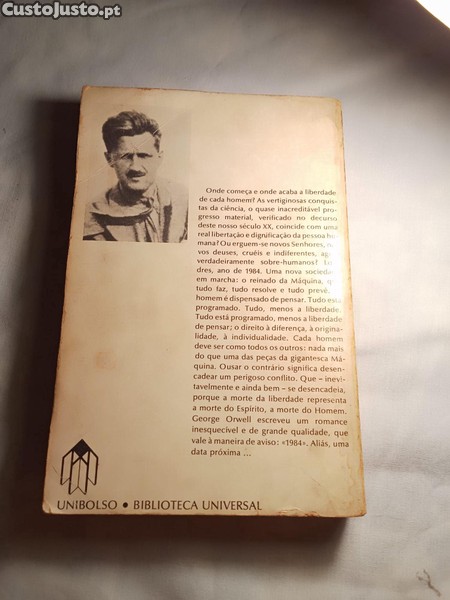 CustoJusto.pt
Onde começa e onde acaba a liberdade
de cada homem? As vertiginosas conquis-
tas da ciência, o quase inacreditável pro-
gresso material, verificado no decurso
deste nosso século XX, coincide com uma
real libertação e dignificação da pessoa hu-
mana? Ou erguem-se novos Senhores, no-
vos deuses, cruéis e indiferentes,
verdadeiramente sobre-humanos? Lon-
dres, ano de 1984. Uma nova sociedade
em marcha: o reinado da Máquina, que
tudo faz, tudo resolve e tudo prevê. O
homem é dispensado de pensar. Tudo está
programado. Tudo, menos a liberdade.
Tudo está programado, menos a liberdade
de pensar; o direito à diferença, à origina-
lidade, à individualidade. Cada homem
deve ser como todos os outros: nada mais
do que uma das peças da gigantesca Má-
quina. Ousar o contrário significa desen-
cadear um perigoso conflito. Que – inevi-
tavelmente e ainda bem – se desencadeia,
porque a morte da liberdade representa
a morte do Espírito, a morte do Homem.
George Orwell escreveu um romance
inesquecível e de grande qualidade, que
vale à maneira de aviso: «1984». Aliás, uma
data próxima ...
UNIBOLSO • BIBLIOTECA UNIVERSAL